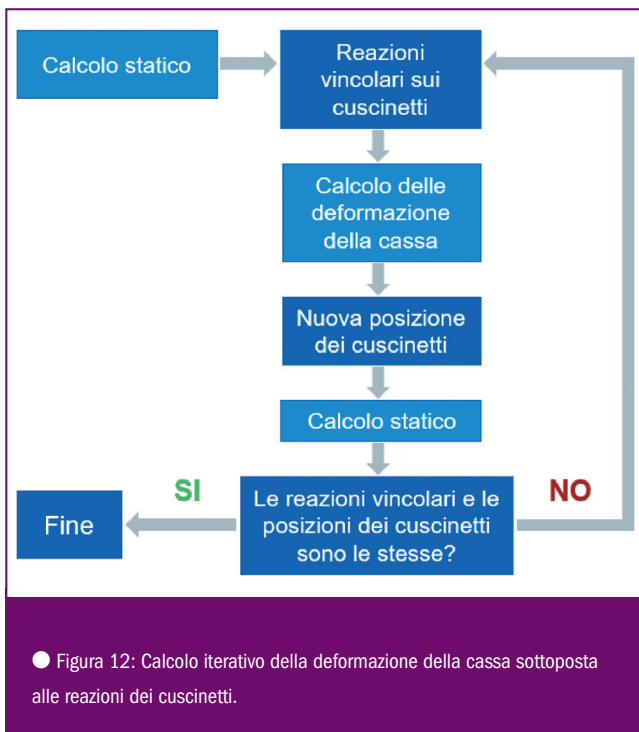 Calcolo statico
Reazioni
vincolari sui
cuscinetti
Calcolo delle
deformazione
della cassa
Nuova posizione
dei cuscinetti
Calcolo statico
SI
NO
Fine
Le reazioni vincolari e le
posizioni dei cuscinetti
sono le stesse?
Figura 12: Calcolo iterativo della deformazione della cassa sottoposta
alle reazioni dei cuscinetti.